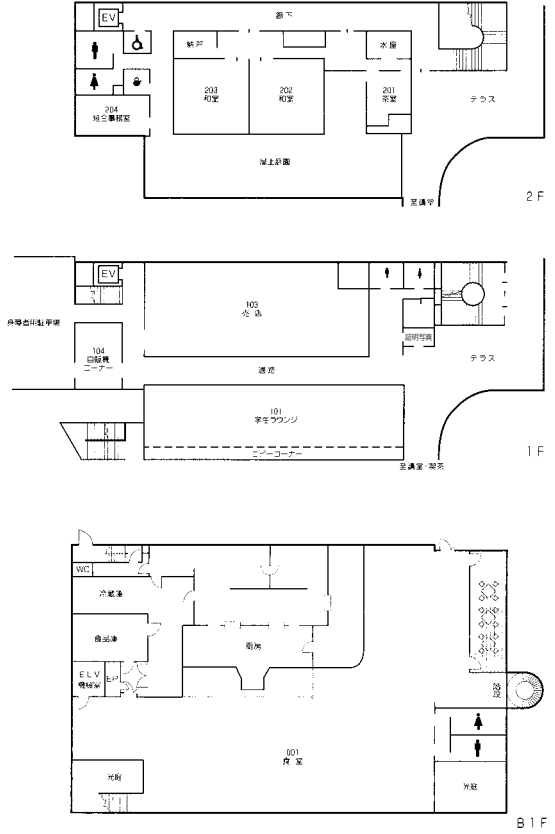 廊下
EV
納戸
水屋
203
和室
202
和室
201
茶室
204
組合事務室
テラス
屋上庭園
至講堂
2F
EV
103
売店
身障者用駐車場
104
自販機
コーナー
証明写真
テラス
通路
101
学生ラウンジ
コピーコーナー
至講堂・喫茶
1F
WC
冷蔵庫
食品庫
厨房
ELV
機械室
EP
階段
001
食堂
光庭
光庭
B1F